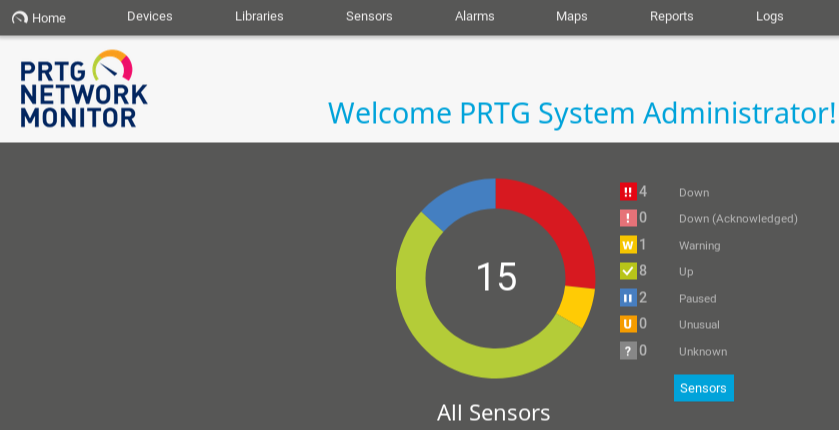 Home Devices Libraries Sensors Alarms Maps Reports Logs
PRTG
NETWORK
MONITOR
Welcome PRTG System Administrator!
15
All Sensors
!! 4 Down
! 0 Down (Acknowledged)
W 1 Warning
8 Up
2 Paused
U 0 Unusual
? 0 Unknown
Sensors